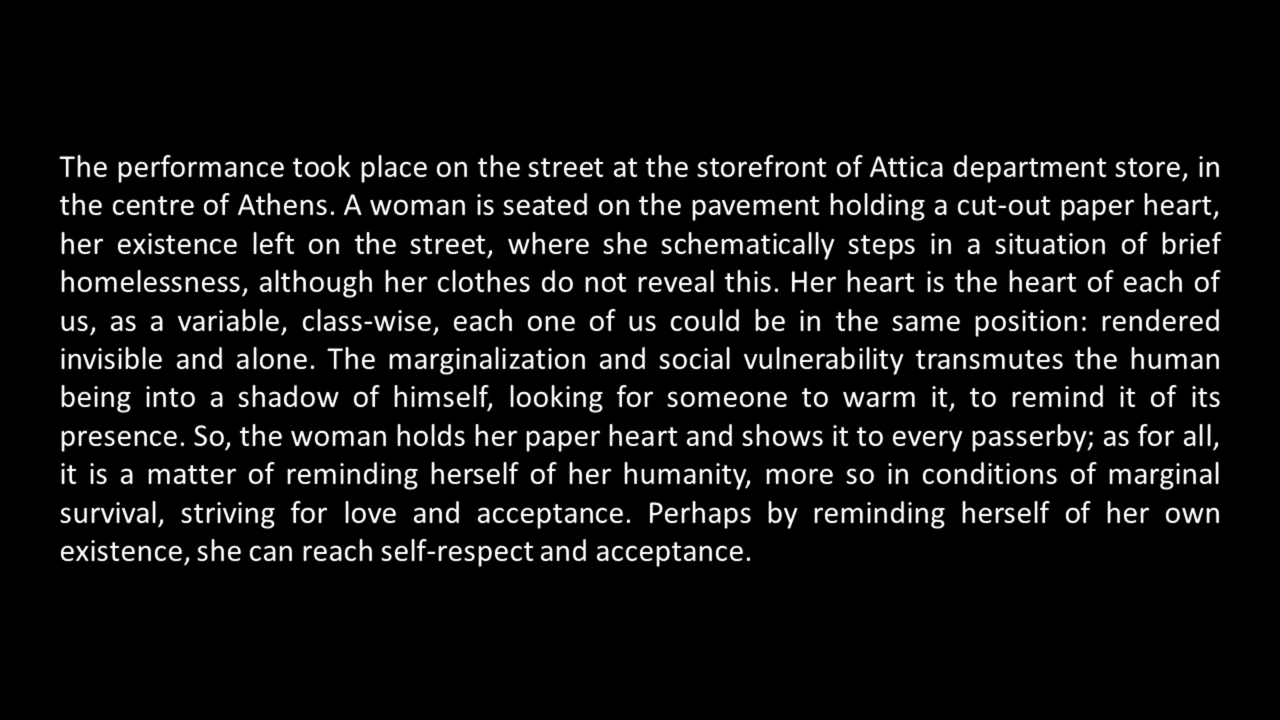 The performance took place on the street at the storefront of Attica department store, in
the centre of Athens. A woman is seated on the pavement holding a cut-out paper heart,
her existence left on the street, where she schematically steps in a situation of brief
homelessness, although her clothes do not reveal this. Her heart is the heart of each of
us, as a variable, class-wise, each one of us could be in the same position: rendered
invisible and alone. The marginalization and social vulnerability transmutes the human
being into a shadow of himself, looking for someone to warm it, to remind it of its
presence. So, the woman holds her paper heart and shows it to every passerby; as for all,
it is a matter of reminding herself of her humanity, more so in conditions of marginal
survival, striving for love and acceptance. Perhaps by reminding herself of her own
existence, she can reach self-respect and acceptance.